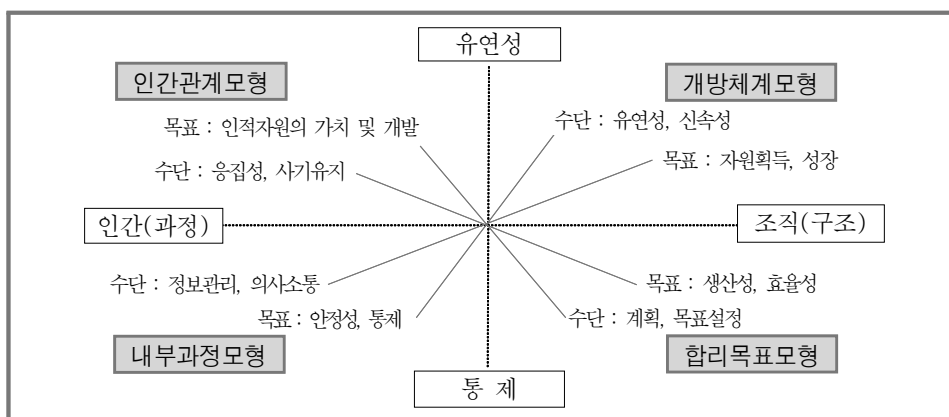 유연성
인간관계모형
개방체계모형
목표 : 인적자원의 가치 및 개발
수단 : 유연성, 신속성
수단 : 응집성, 사기유지
목표 : 자원획득, 성장
인간(과정)
조직(구조)
수단 : 정보관리, 의사소통
목표 : 생산성, 효율성
목표: 안정성, 통제
수단 : 계획, 목표설정
내부과정모형
합리목표모형
통 제